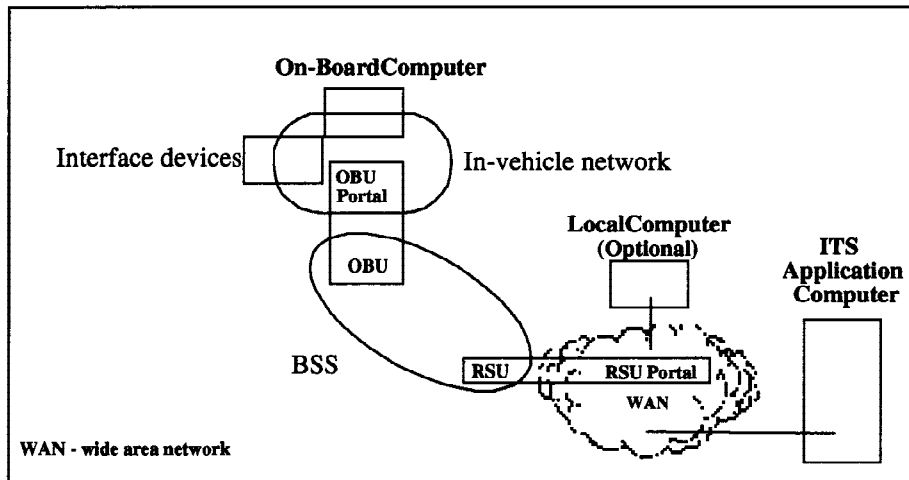 On-BoardComputer
Interface devices
In-vehicle network
OBU
Portal
OBU
LocalComputer
(Optional)
ITS
Application
Computer
BSS
RSU
RSU Portal
WAN
WAN - wide area network